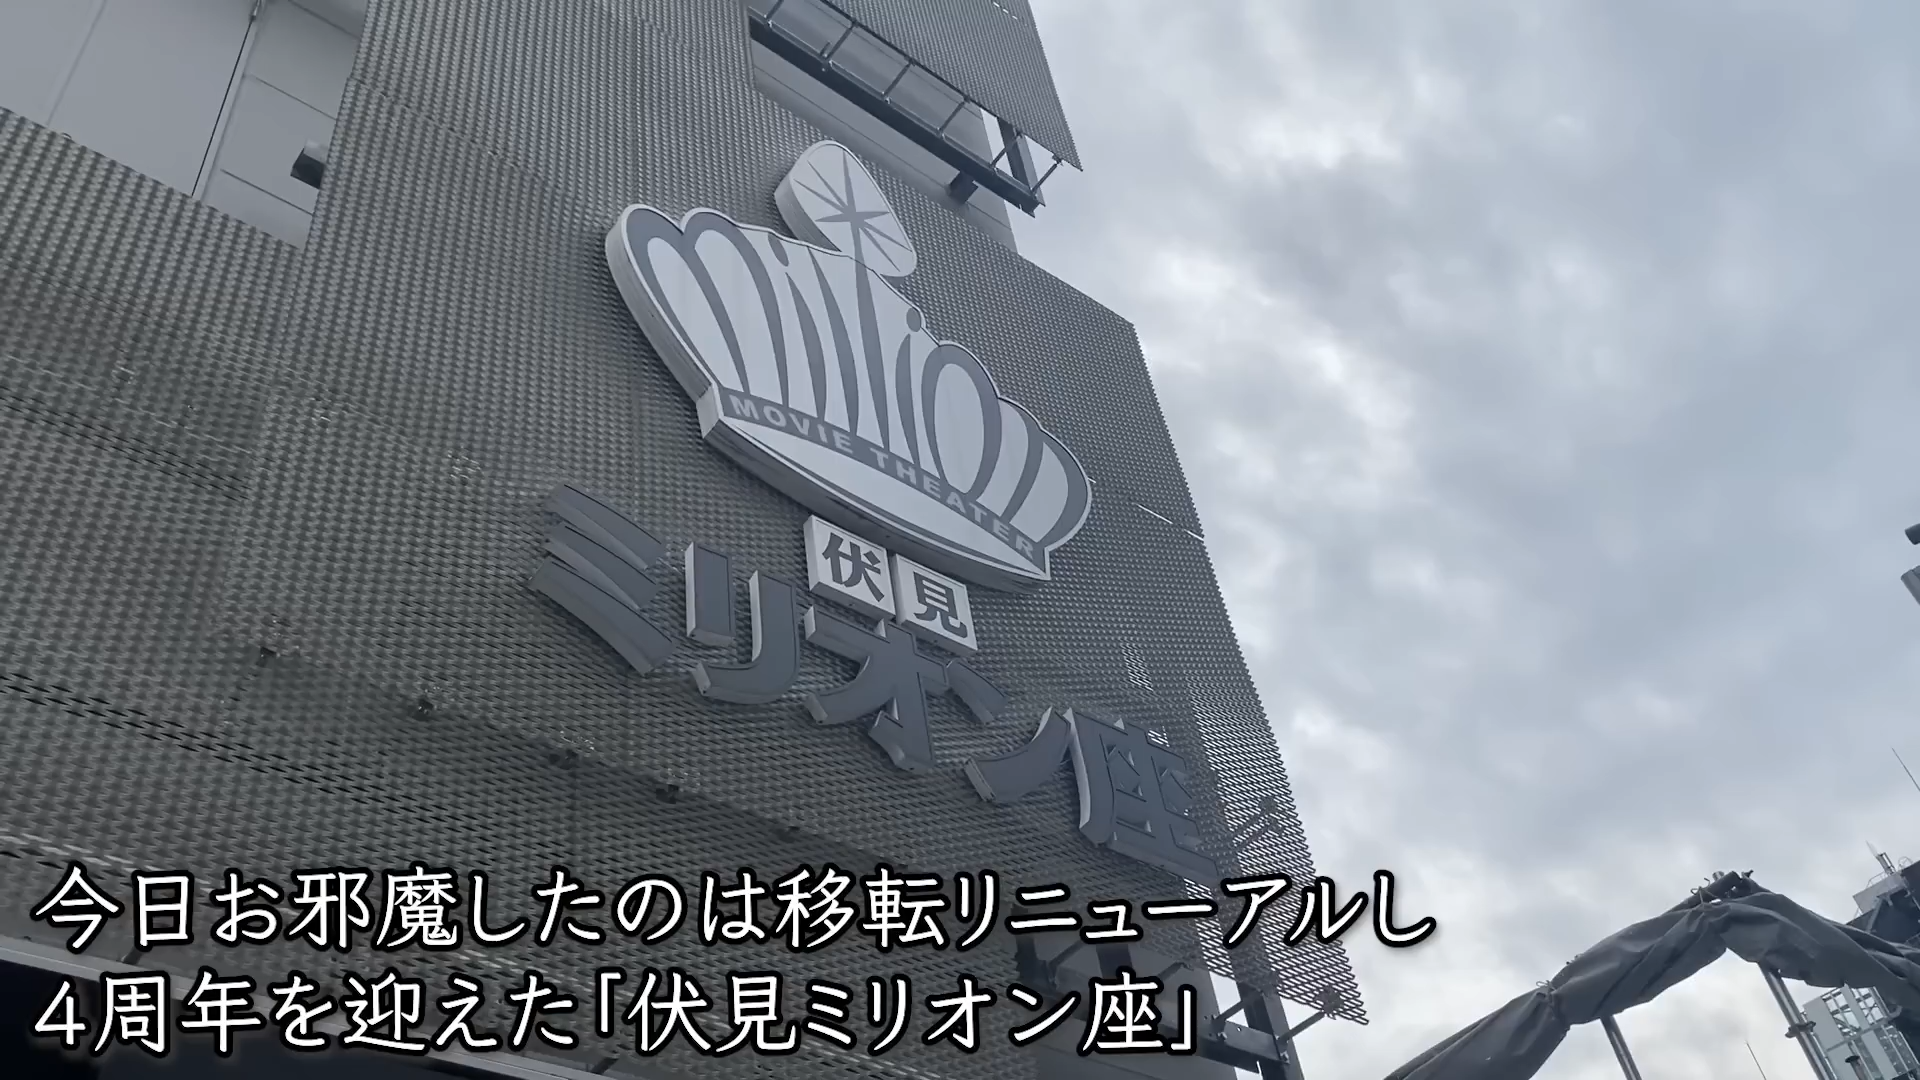 million
MOVIE THEATER
伏見
ミリオン座
今日お邪魔したのは移転リニューアルし
4周年を迎えた「伏見ミリオン座」